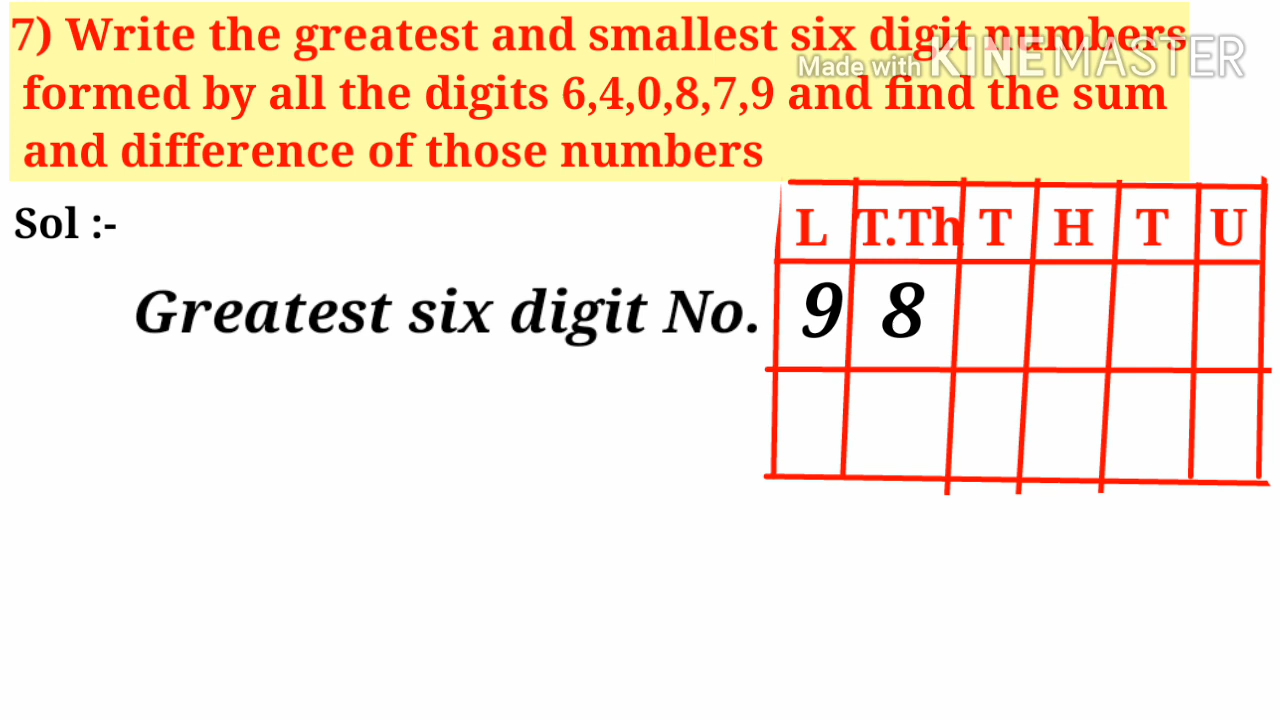 7) Write the greatest and smallest six digit numbers
Made with KINEMASTER
formed by all the digits 6,4,0,8,7,9 and find the sum
and difference of those numbers
Sol :-
L T.Th T H T U
Greatest six digit No. 9 8